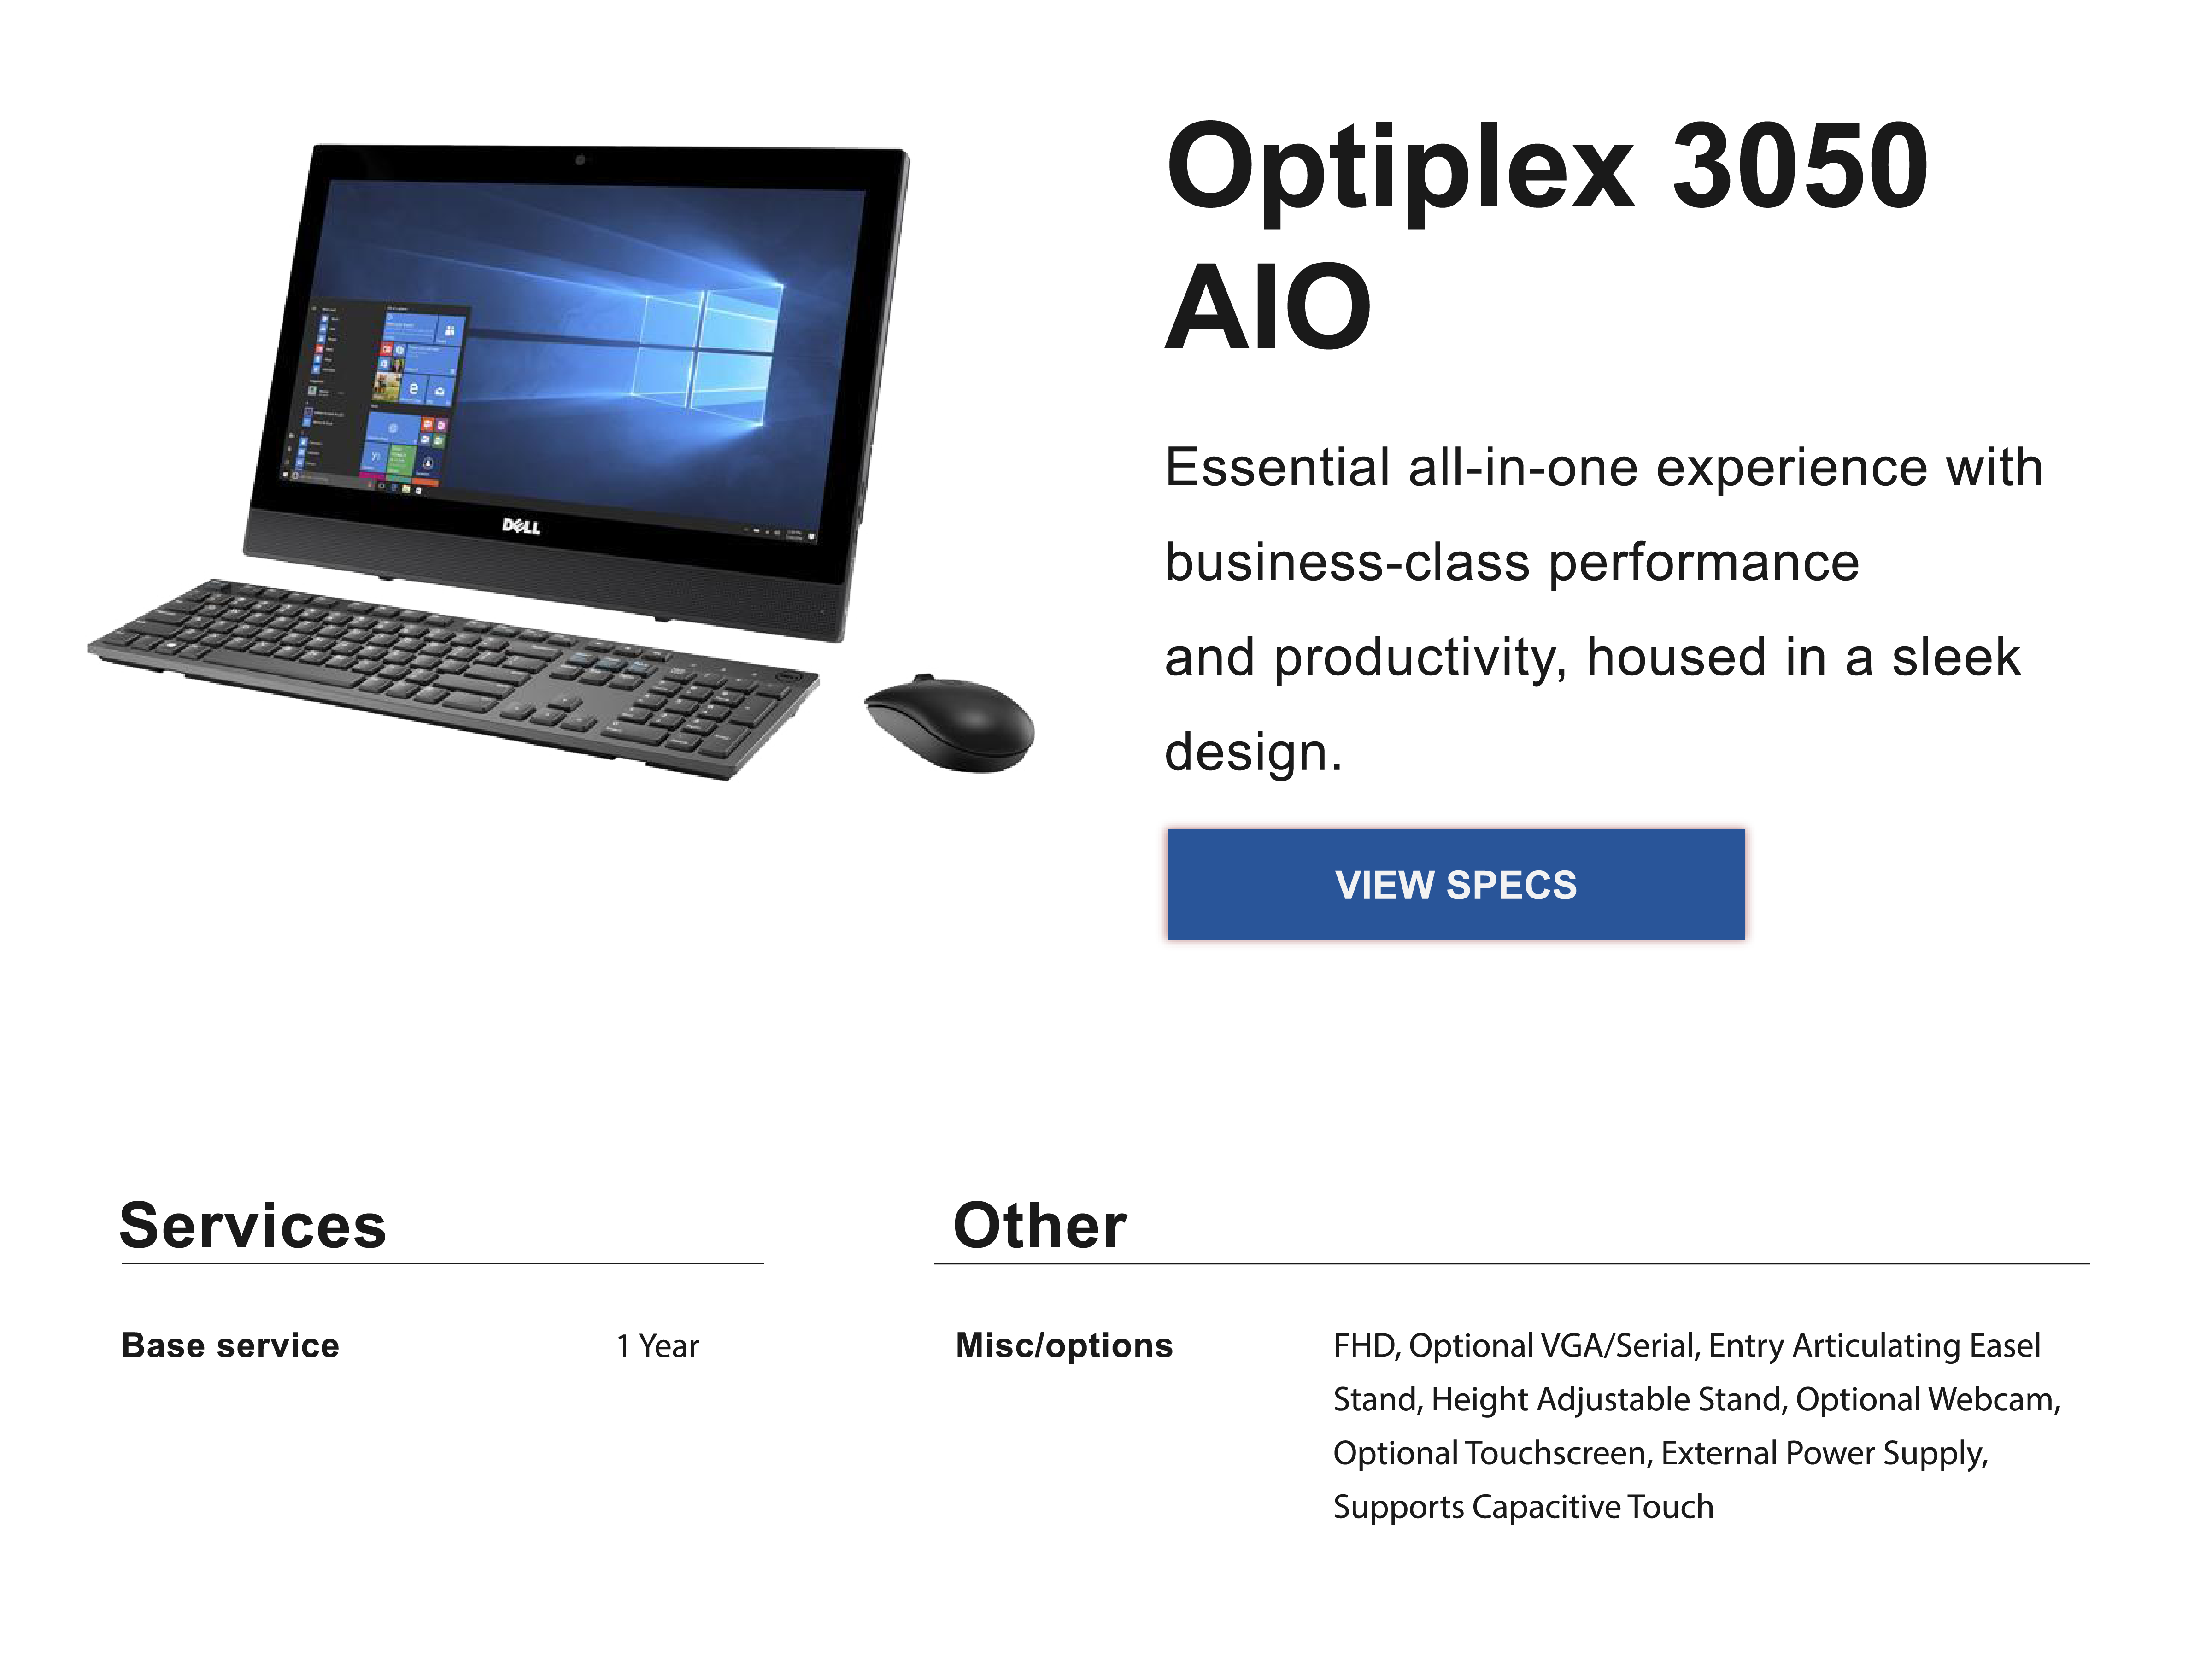 Optiplex 3050
AIO
Essential all-in-one experience with
business-class performance
and productivity, housed in a sleek
design.
VIEW SPECS
DELL
Services
Base service 1 Year
Other
Misc/options FHD, Optional VGA/Serial, Entry Articulating Easel
Stand, Height Adjustable Stand, Optional Webcam,
Optional Touchscreen, External Power Supply,
Supports Capacitive Touch